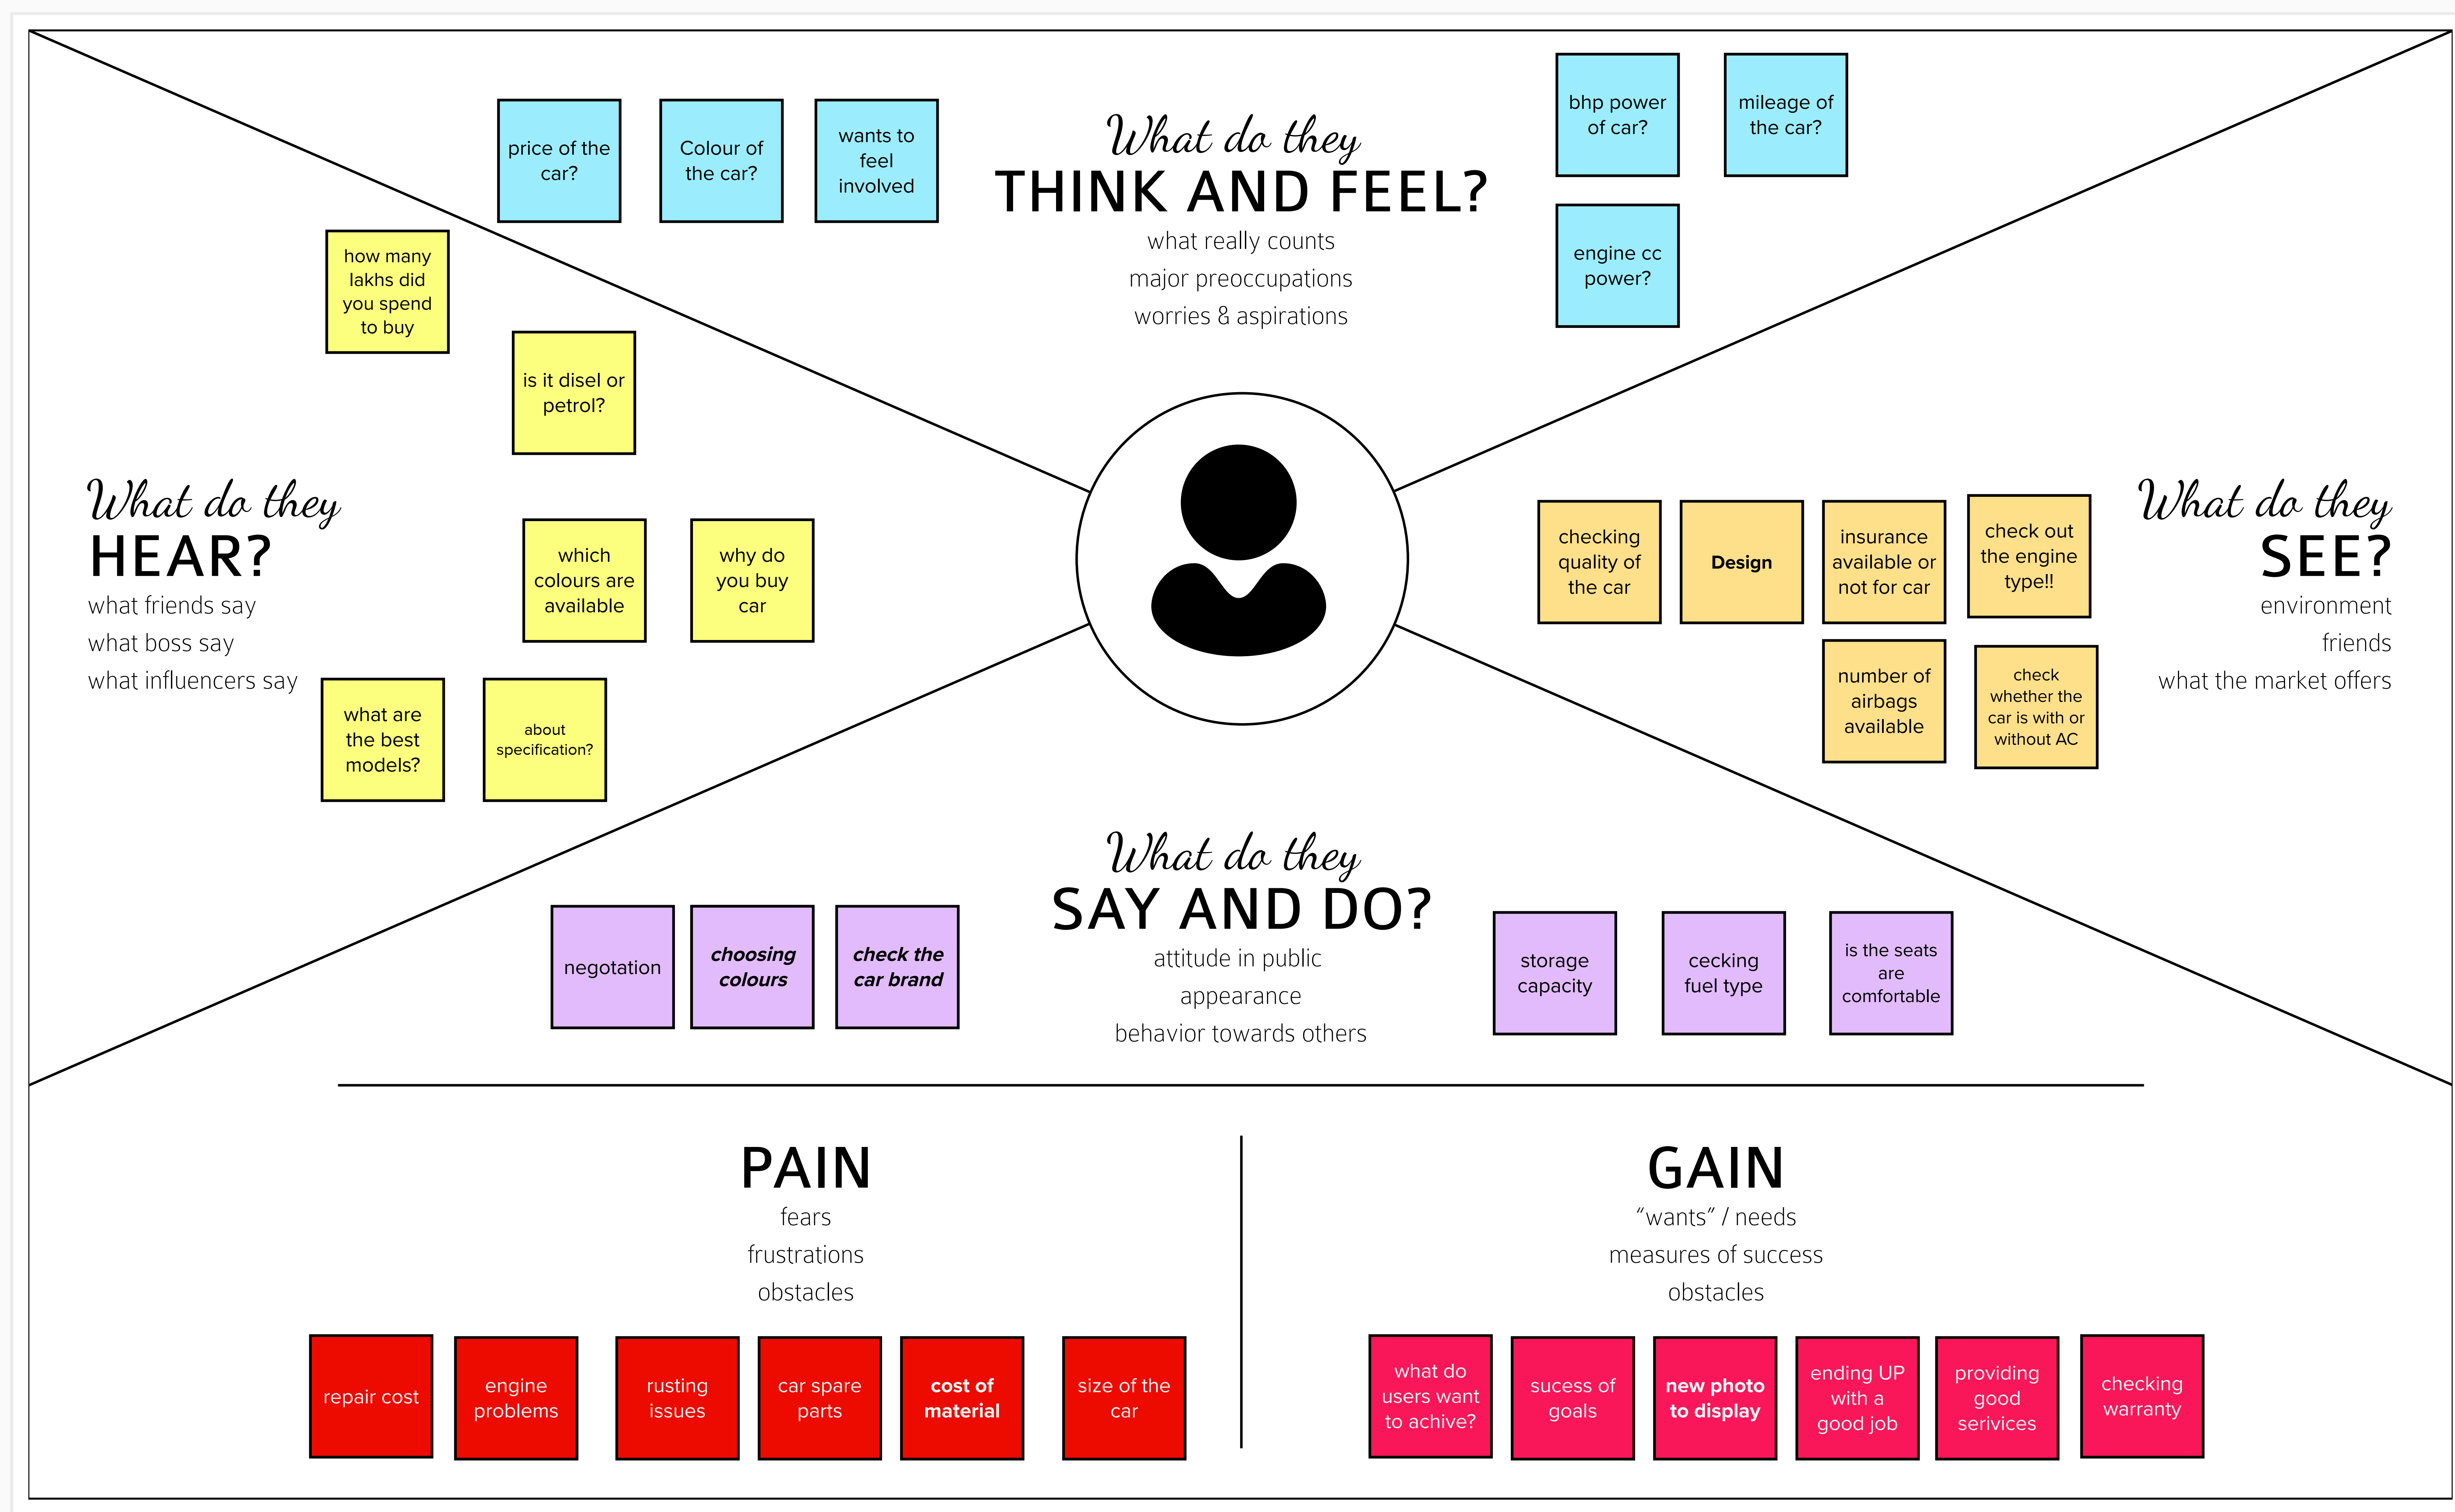 What do they
THINK AND FEEL?
what really counts
major preoccupations
worries & aspirations
price of the
car?
Colour of
the car?
wants to
feel
involved
bhp power
of car?
mileage of
the car?
engine cc
power?
What do they
HEAR?
what friends say
what boss say
what influencers say
how many
lakhs did
you spend
to buy
is it disel or
petrol?
which
colours are
available
why do
you buy
car
what are
the best
models?
about
specification?
What do they
SEE?
environment
friends
what the market offers
checking
quality of
the car
Design
insurance
available or
not for car
check out
the engine
type!!
number of
airbags
available
check
whether the
car is with or
without AC
What do they
SAY AND DO?
attitude in public
appearance
behavior towards others
negotation
choosing
colours
check the
car brand
storage
capacity
cecking
fuel type
is the seats
are
comfortable
PAIN
fears
frustrations
obstacles
repair cost
engine
problems
rusting
issues
car spare
parts
cost of
material
size of the
car
GAIN
“wants” / needs
measures of success
obstacles
what do
users want
to achive?
sucess of
goals
new photo
to display
ending UP
with a
good job
providing
good
serivices
checking
warranty